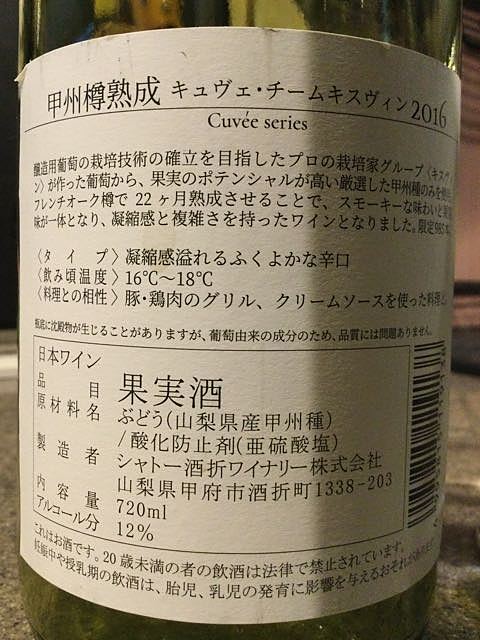 甲州樽熟成 キュヴェ・チームキスヴィン 2016
Cuvée series
醸造用葡萄の栽培技術の確立を目指したプロの栽培家グループ〈キスヴィ
ン〉が作った葡萄から、果実のポテンシャルが高い厳選した甲州種のみを使
フレンチオーク樽で 22 ヶ月熟成させることで、スモーキーな味わいと
味が一体となり、凝縮感と複雑さを持ったワインとなりました。限定985
〈タイプ〉凝縮感溢れるふくよかな辛口
〈飲み頃温度〉16℃〜18℃
〈料理との相性〉豚・鶏肉のグリル、クリームソースを使った料理
瓶底に沈殿物が生じることがありますが、葡萄由来の成分のため、品質には問題ありません。
日本ワイン
品目 果実酒
原材料名 ぶどう(山梨県産甲州種)
/酸化防止剤(亜硫酸塩)
製造者 シャトー酒折ワイナリー株式会社
山梨県甲府市酒折町1338-203
内容量 720ml
アルコール分 12%
これはお酒です。20 歳未満の者の飲酒は法律で禁止されています。
妊娠中や授乳期の飲酒は、胎児、乳児の発育に影響を与えるおそれが